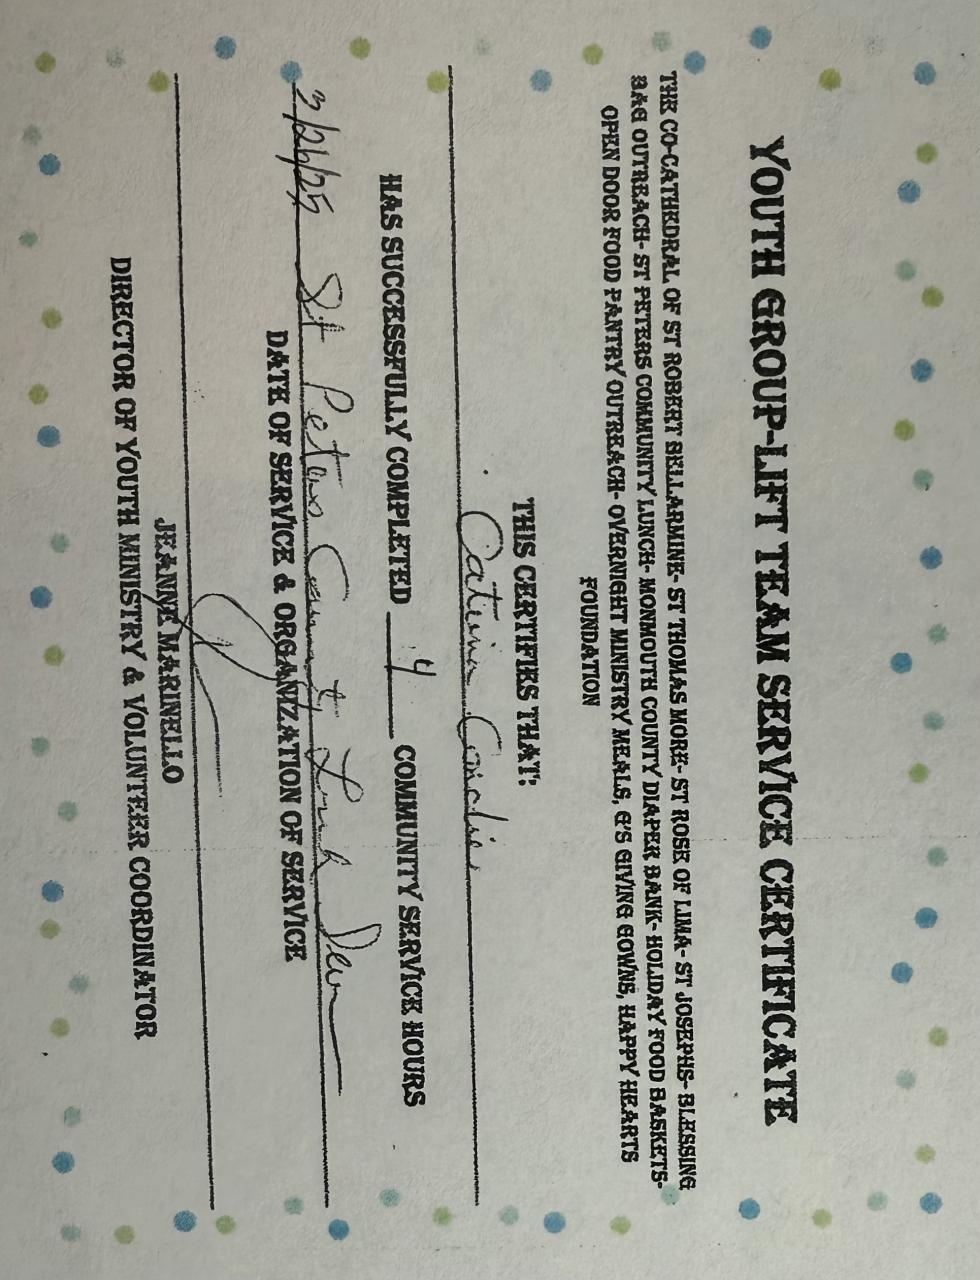 YOUTH GROUP-LIFT TEAM SERVICE CERTIFICATE
THE CO-CATHEDRAL OF ST ROBERT BELLARMINE- ST THOMAS MORE- ST ROSE OF LIMA- ST JOSEPHS- BLESSING
BAG OUTREACH- ST PETERS COMMUNITY LUNCH- MONMOUTH COUNTY DIAPER BANK- HOLIDAY FOOD BASKETS-
OPEN DOOR FOOD PANTRY OUTREACH- OVERNIGHT MINISTRY MEALS, G'S GIVING GOWNS, HAPPY HEARTS
FOUNDATION
THIS CERTIFIES THAT:
HAS SUCCESSFULLY COMPLETED 4 COMMUNITY SERVICE HOURS
3/26/25 St Peters
DATE OF SERVICE & ORGANIZATION OF SERVICE
JEANNE MARINELLO
DIRECTOR OF YOUTH MINISTRY & VOLUNTEER COORDINATOR